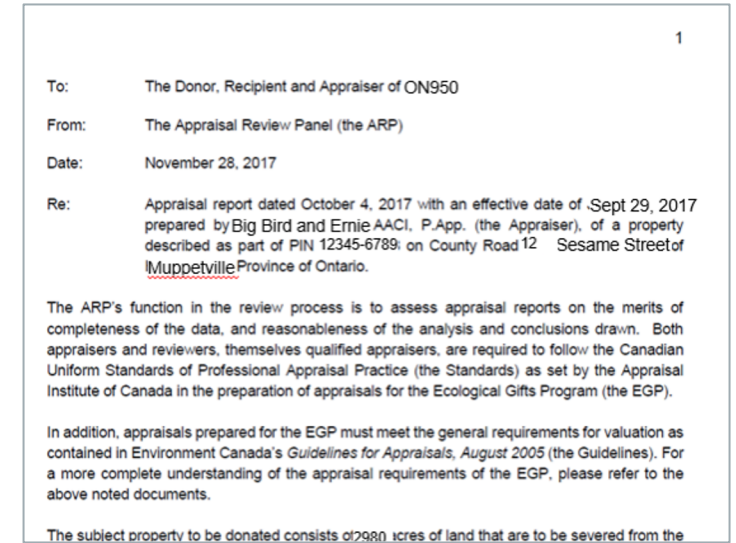 1
To: The Donor, Recipient and Appraiser of ON950
From: The Appraisal Review Panel (the ARP)
Date: November 28, 2017
Re: Appraisal report dated October 4, 2017 with an effective date of Sept 29, 2017
prepared by Big Bird and Ernie AACI, P.App. (the Appraiser), of a property
described as part of PIN 12345-6789 on County Road 12 Sesame Street of
Muppetville Province of Ontario.
The ARP's function in the review process is to assess appraisal reports on the merits of
completeness of the data, and reasonableness of the analysis and conclusions drawn. Both
appraisers and reviewers, themselves qualified appraisers, are required to follow the Canadian
Uniform Standards of Professional Appraisal Practice (the Standards) as set by the Appraisal
Institute of Canada in the preparation of appraisals for the Ecological Gifts Program (the EGP).
In addition, appraisals prepared for the EGP must meet the general requirements for valuation as
contained in Environment Canada's Guidelines for Appraisals, August 2005 (the Guidelines). For
a more complete understanding of the appraisal requirements of the EGP, please refer to the
above noted documents.
The subject property to be donated consists of 2980 acres of land that are to be severed from the